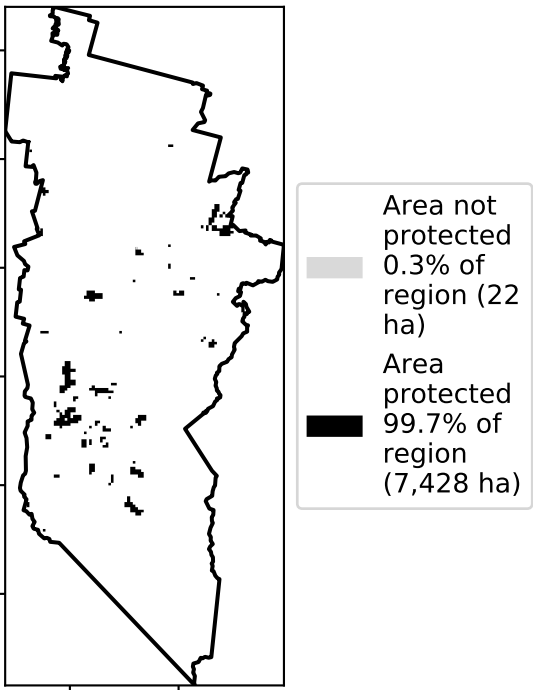 Area not
protected
0.3% of
region (22
ha)
Area
protected
99.7% of
region
(7,428 ha)